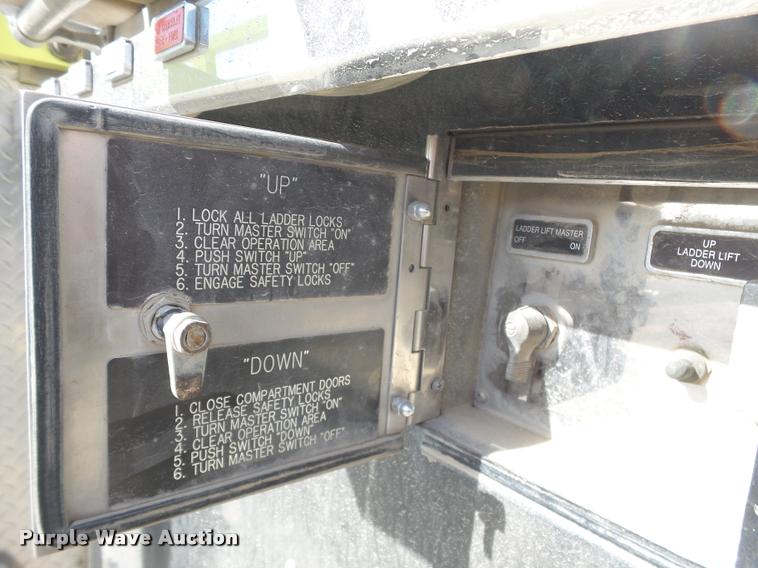 "UP"
1. LOCK ALL LADDER LOCKS
2. TURN MASTER SWITCH "ON"
3. CLEAR OPERATION AREA
4. PUSH SWITCH "UP"
5. TURN MASTER SWITCH "OFF"
6. ENGAGE SAFETY LOCKS
"DOWN"
1. CLOSE COMPARTMENT DOORS
2. RELEASE SAFETY LOCKS
3. TURN MASTER SWITCH "ON"
4. CLEAR OPERATION AREA
5. PUSH SWITCH "DOWN"
6. TURN MASTER SWITCH "OFF"
LADDER LIFT MASTER
OFF ON
UP
LADDER LIFT
DOWN
Purple Wave Auction